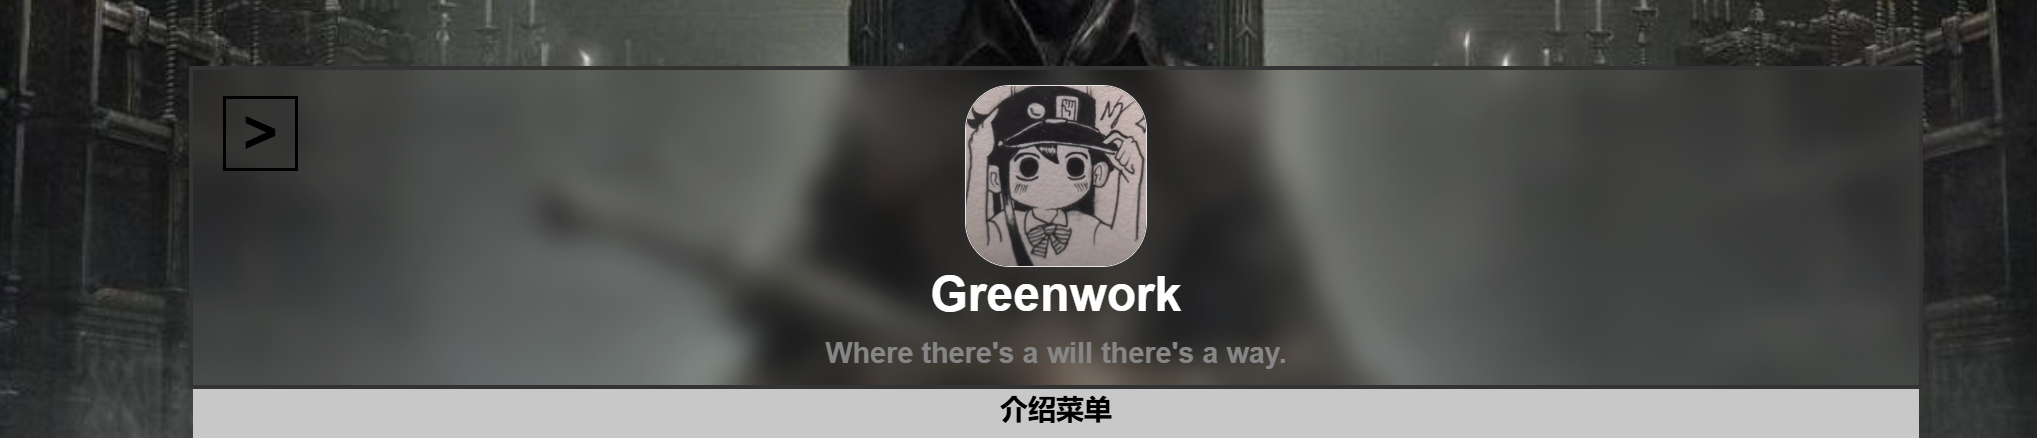 >
Greenwork
Where there's a will there's a way.
介绍菜单